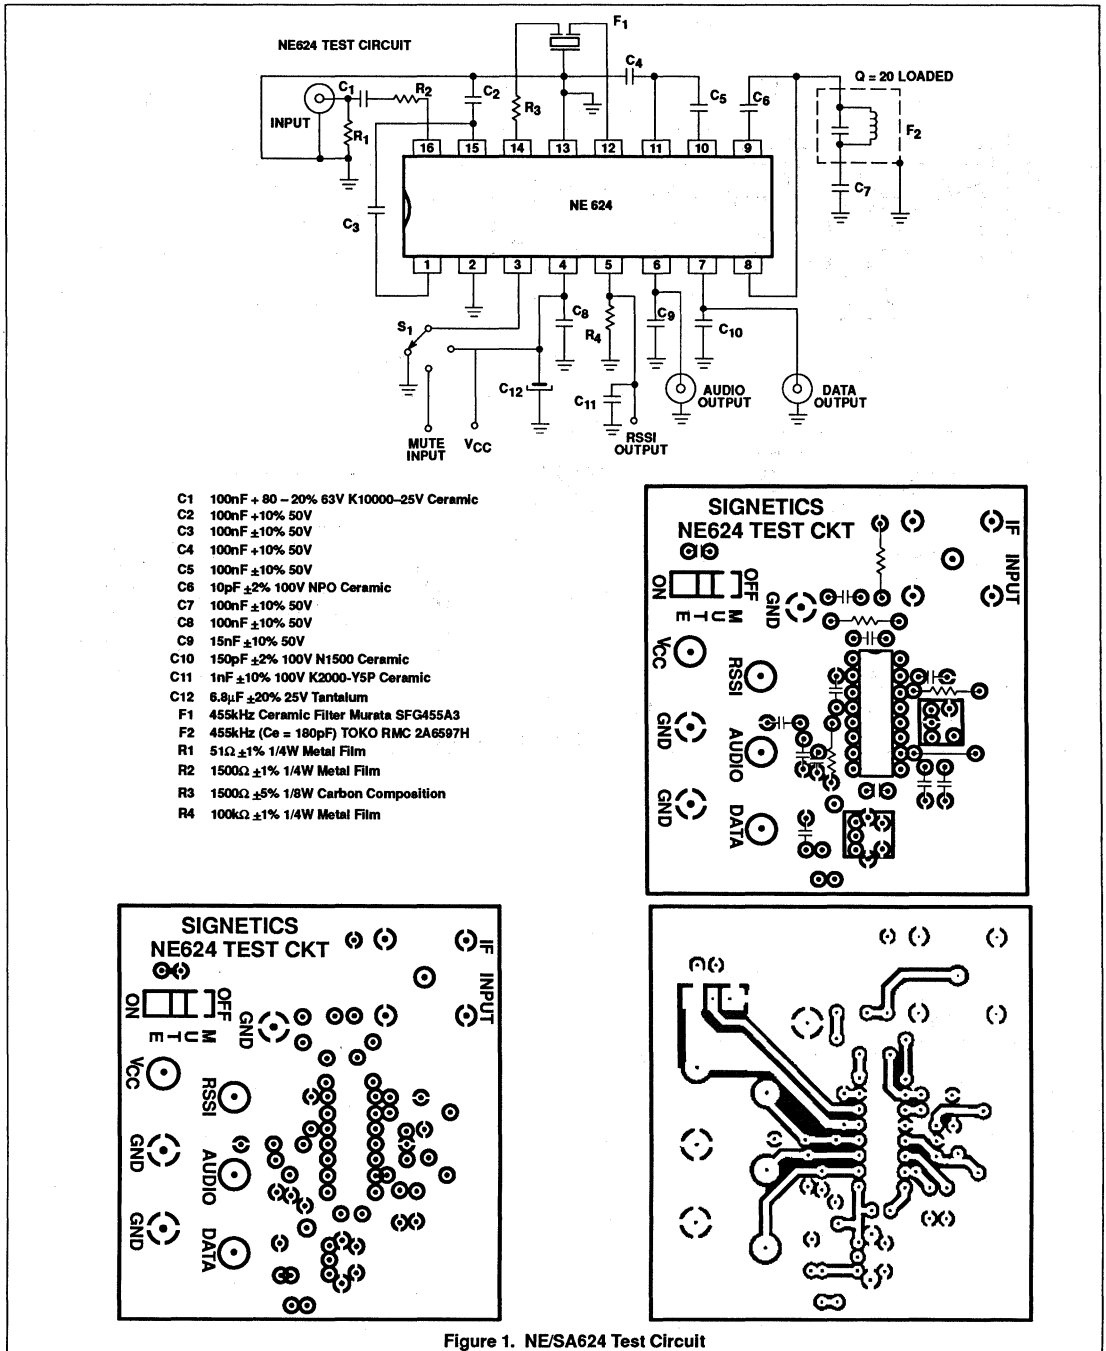 NE624 TEST CIRCUIT
F1
C4
Q = 20 LOADED
C1
R2
C2
R3
C5
C6
F2
INPUT
R1
16 15 14 13 12 11 10 9
C7
C3
NE 624
1 2 3 4 5 6 7 8
S1
C8
R4
C9
C10
C12
C11
AUDIO
OUTPUT
DATA
OUTPUT
MUTE
INPUT
VCC
RSSI
OUTPUT
C1 100nF + 80 – 20% 63V K10000–25V Ceramic
C2 100nF +10% 50V
C3 100nF ±10% 50V
C4 100nF +10% 50V
C5 100nF ±10% 50V
C6 10pF ±2% 100V NPO Ceramic
C7 100nF ±10% 50V
C8 100nF ±10% 50V
C9 15nF ±10% 50V
C10 150pF ±2% 100V N1500 Ceramic
C11 1nF ±10% 100V K2000-Y5P Ceramic
C12 6.8µF ±20% 25V Tantalum
F1 455kHz Ceramic Filter Murata SFG455A3
F2 455kHz (Ce = 180pF) TOKO RMC 2A6597H
R1 51Ω ±1% 1/4W Metal Film
R2 1500Ω ±1% 1/4W Metal Film
R3 1500Ω ±5% 1/8W Carbon Composition
R4 100kΩ ±1% 1/4W Metal Film
SIGNETICS
NE624 TEST CKT
IF INPUT
ON
OFF
MUTE
GND
VCC
RSSI
GND
AUDIO
GND
DATA
SIGNETICS
NE624 TEST CKT
IF INPUT
ON
OFF
MUTE
GND
VCC
RSSI
GND
AUDIO
GND
DATA
Figure 1. NE/SA624 Test Circuit